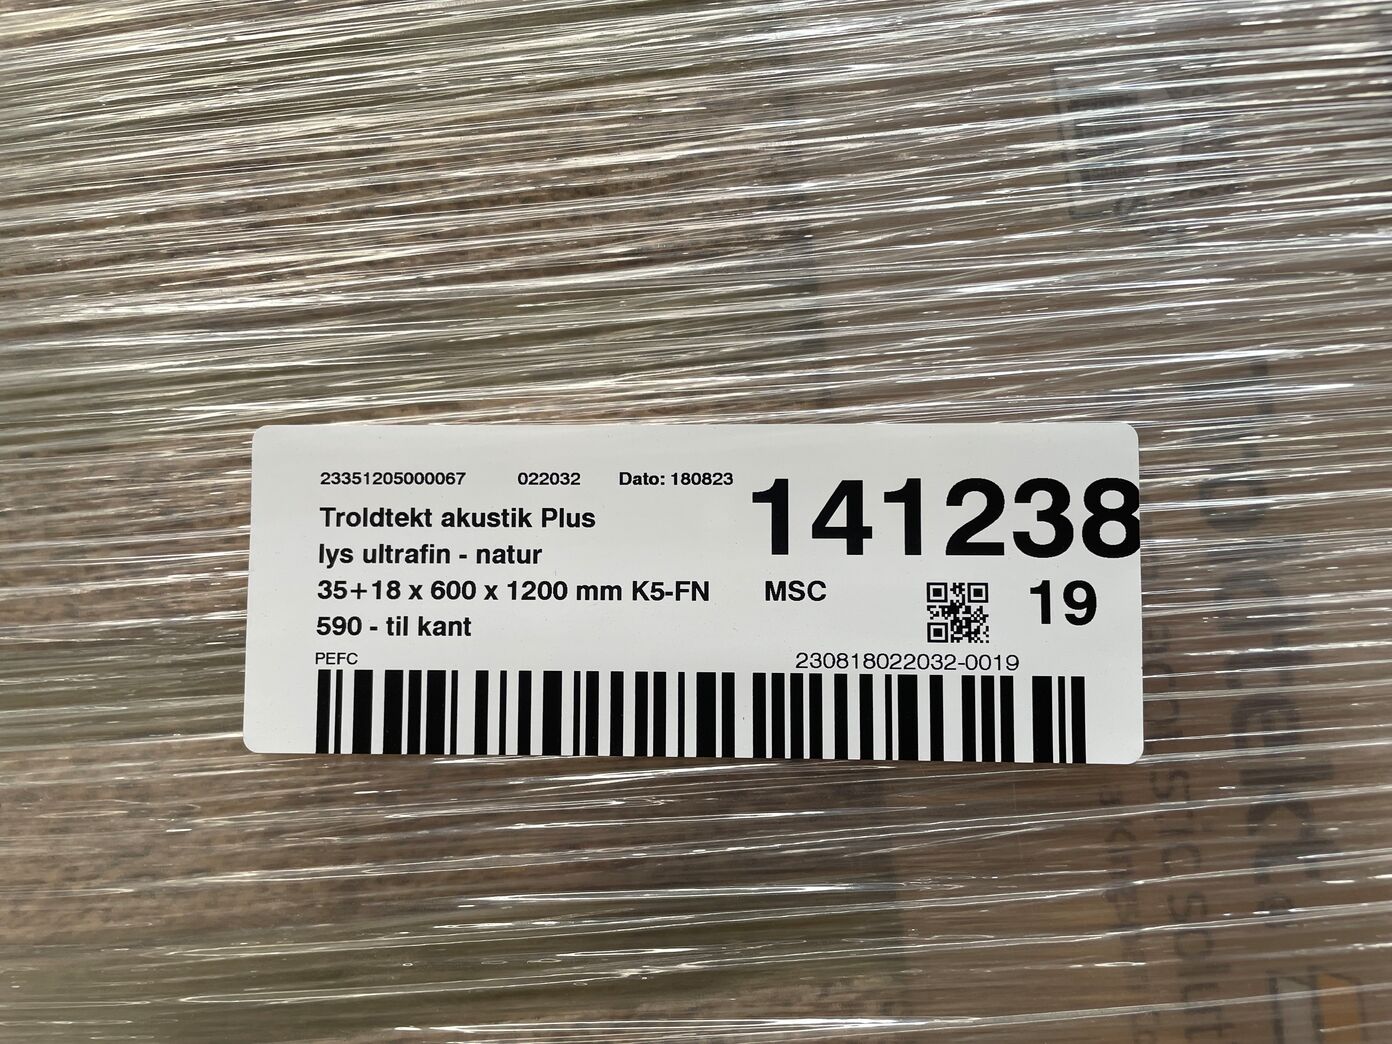 23351205000067 022032 Dato: 180823
141238
Troldtekt akustik Plus
lys ultrafin - natur
35+18 x 600 x 1200 mm K5-FN MSC 19
590 - til kant
PEFC 230818022032-0019